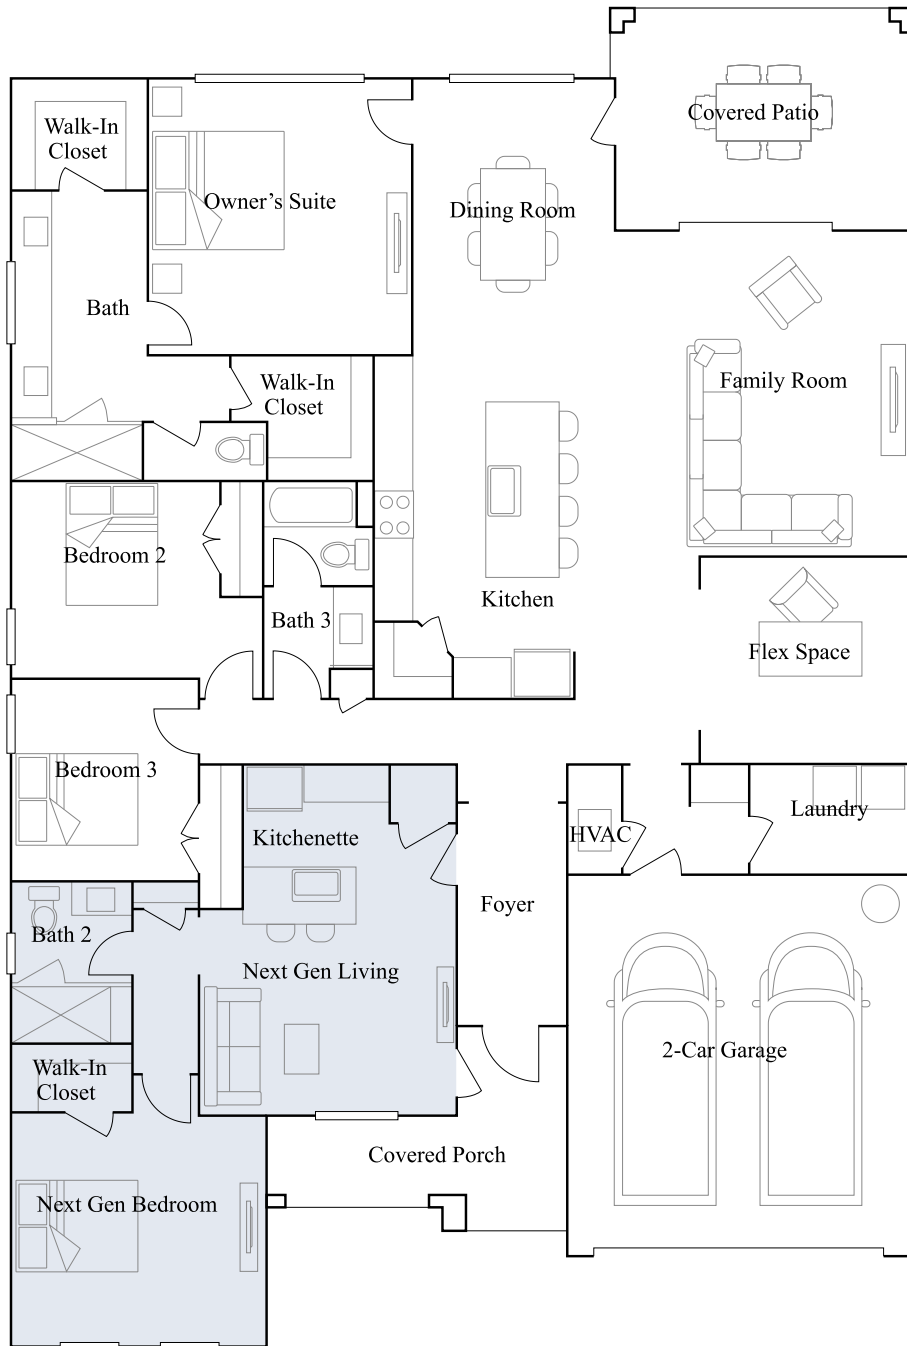 Covered Patio
Walk-In
Closet
Owner's Suite
Dining Room
Bath
Family Room
Walk-In
Closet
Bedroom 2
Kitchen
Bath 3
Flex Space
Bedroom 3
Laundry
HVAC
Kitchenette
Foyer
Bath 2
Next Gen Living
2-Car Garage
Walk-In
Closet
Covered Porch
Next Gen Bedroom